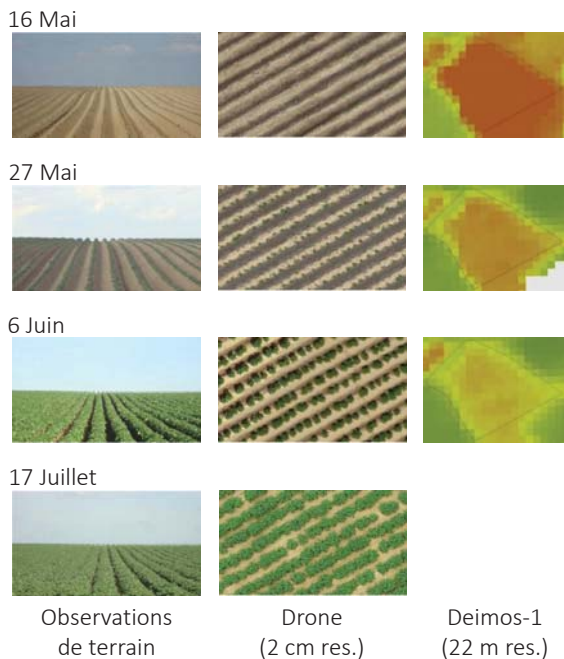 16 Mai
27 Mai
6 Juin
17 Juillet
Observations
de terrain
Drone
(2 cm res.)
Deimos-1
(22 m res.)